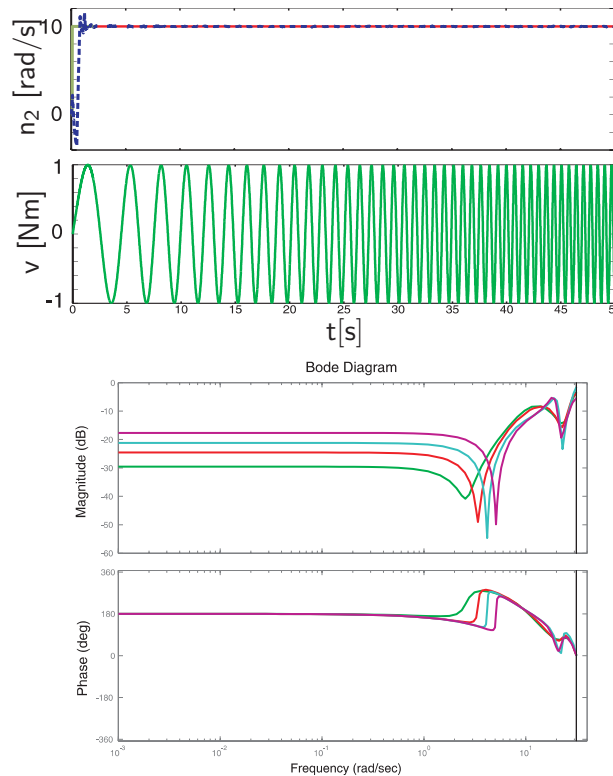 n2 [rad/s]
10
0
v [Nm]
1
0
-1
0 5 10 15 20 25 30 35 40 45 50
t[s]
Bode Diagram
Magnitude (dB)
0
-10
-20
-30
-40
-50
-60
Phase (deg)
360
180
0
-180
-360
10^-3 10^-2 10^-1 10^0 10^1
Frequency (rad/sec)